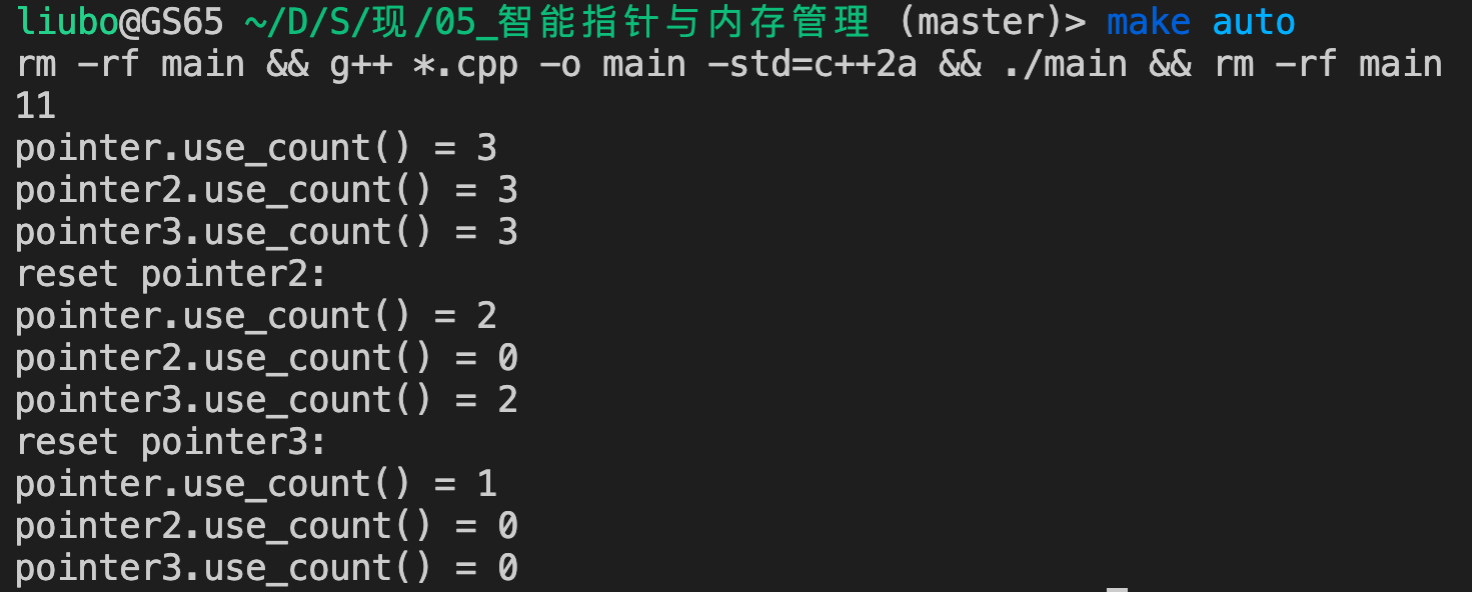 liubo@GS65 ~/D/S/现/05_智能指针与内存管理 (master)> make auto
rm -rf main && g++ *.cpp -o main -std=c++2a && ./main && rm -rf main
11
pointer.use_count() = 3
pointer2.use_count() = 3
pointer3.use_count() = 3
reset pointer2:
pointer.use_count() = 2
pointer2.use_count() = 0
pointer3.use_count() = 2
reset pointer3:
pointer.use_count() = 1
pointer2.use_count() = 0
pointer3.use_count() = 0